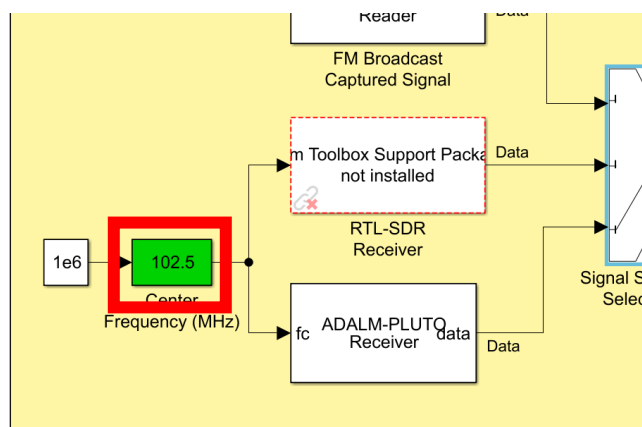 Reader
Data
FM Broadcast
Captured Signal
m Toolbox Support Packa
not installed
Data
RTL-SDR
Receiver
1e6
102.5
Center
Frequency (MHz)
Signal S
Selec
fc
ADALM-PLUTO
Receiver
data
Data